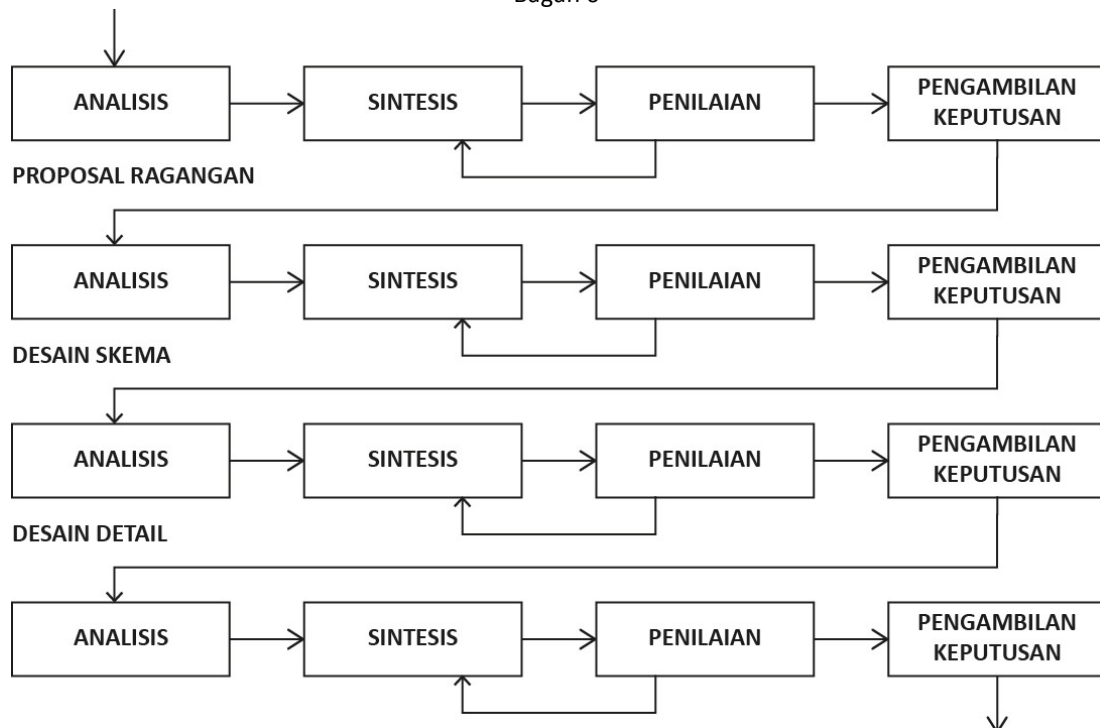 ANALISIS
SINTESIS
PENILAIAN
PENGAMBILAN
KEPUTUSAN
PROPOSAL RAGANGAN
ANALISIS
SINTESIS
PENILAIAN
PENGAMBILAN
KEPUTUSAN
DESAIN SKEMA
ANALISIS
SINTESIS
PENILAIAN
PENGAMBILAN
KEPUTUSAN
DESAIN DETAIL
ANALISIS
SINTESIS
PENILAIAN
PENGAMBILAN
KEPUTUSAN